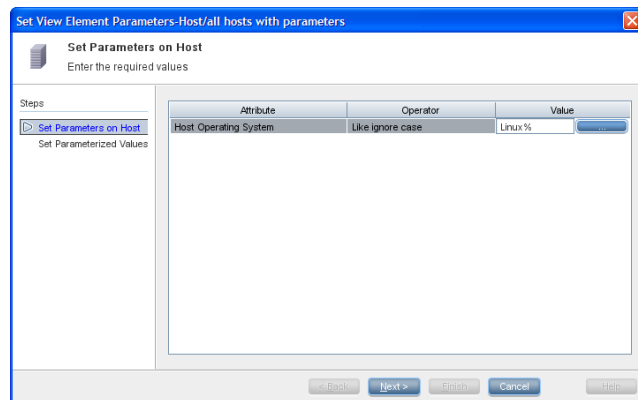 Set View Element Parameters-Host/all hosts with parameters
Set Parameters on Host
Enter the required values
Steps
Set Parameters on Host
Set Parameterized Values
Attribute Operator Value
Host Operating System Like ignore case Linux% ...
< Back Next > Finish Cancel Help